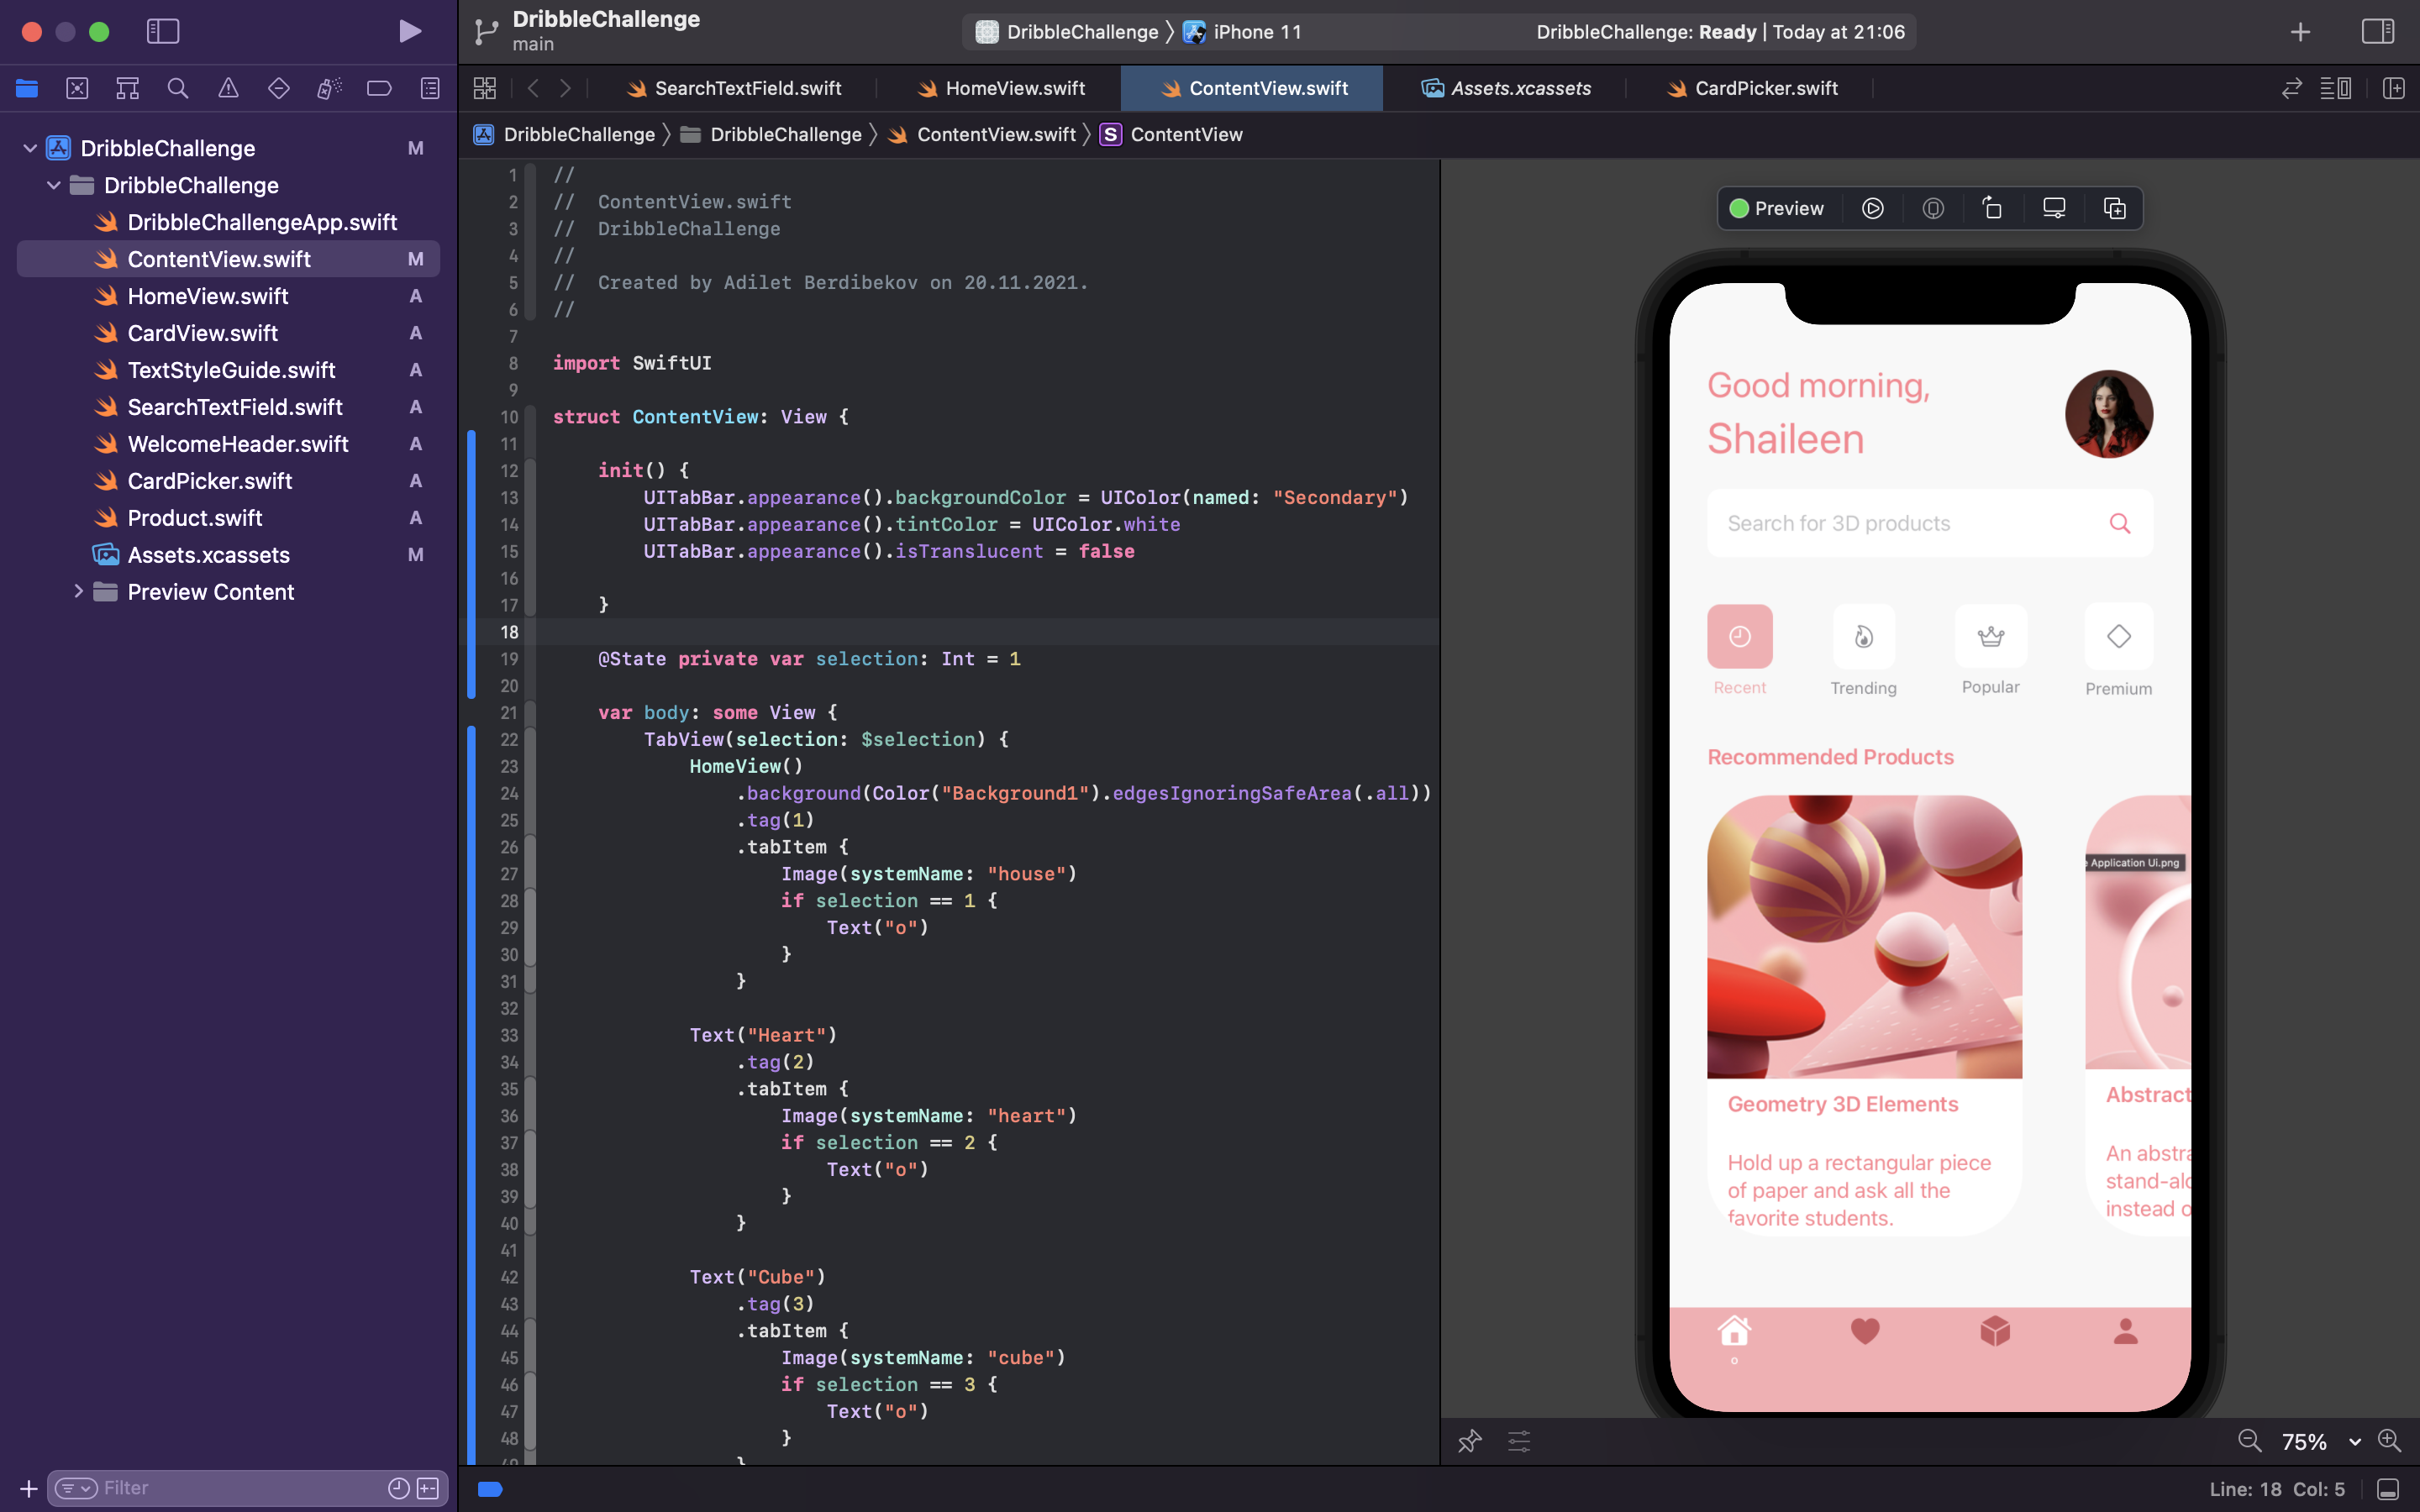 DribbleChallenge
main
DribbleChallenge
iPhone 11
DribbleChallenge: Ready | Today at 21:06
SearchTextField.swift
HomeView.swift
ContentView.swift
Assets.xcassets
CardPicker.swift
DribbleChallenge
DribbleChallenge
ContentView.swift
S ContentView
DribbleChallenge M
DribbleChallenge
DribbleChallengeApp.swift
ContentView.swift M
HomeView.swift A
CardView.swift A
TextStyleGuide.swift A
SearchTextField.swift A
WelcomeHeader.swift A
CardPicker.swift A
Product.swift A
Assets.xcassets M
Preview Content
Filter
1 //
2 //  ContentView.swift
3 //  DribbleChallenge
4 //
5 //  Created by Adilet Berdibekov on 20.11.2021.
6 //
7
8 import SwiftUI
9
10 struct ContentView: View {
11
12     init() {
13         UITabBar.appearance().backgroundColor = UIColor(named: "Secondary")
14         UITabBar.appearance().tintColor = UIColor.white
15         UITabBar.appearance().isTranslucent = false
16
17     }
18
19     @State private var selection: Int = 1
20
21     var body: some View {
22         TabView(selection: $selection) {
23             HomeView()
24                 .background(Color("Background1").edgesIgnoringSafeArea(.all))
25                 .tag(1)
26                 .tabItem {
27                     Image(systemName: "house")
28                     if selection == 1 {
29                         Text("o")
30                     }
31                 }
32
33             Text("Heart")
34                 .tag(2)
35                 .tabItem {
36                     Image(systemName: "heart")
37                     if selection == 2 {
38                         Text("o")
39                     }
40                 }
41
42             Text("Cube")
43                 .tag(3)
44                 .tabItem {
45                     Image(systemName: "cube")
46                     if selection == 3 {
47                         Text("o")
48                     }
49                 }
Preview
Good morning,
Shaileen
Search for 3D products
Recent
Trending
Popular
Premium
Recommended Products
Application Ui.png
Geometry 3D Elements
Hold up a rectangular piece
of paper and ask all the
favorite students.
Abstract
An abstra
stand-alo
instead o
o
75%
Line: 18 Col: 5